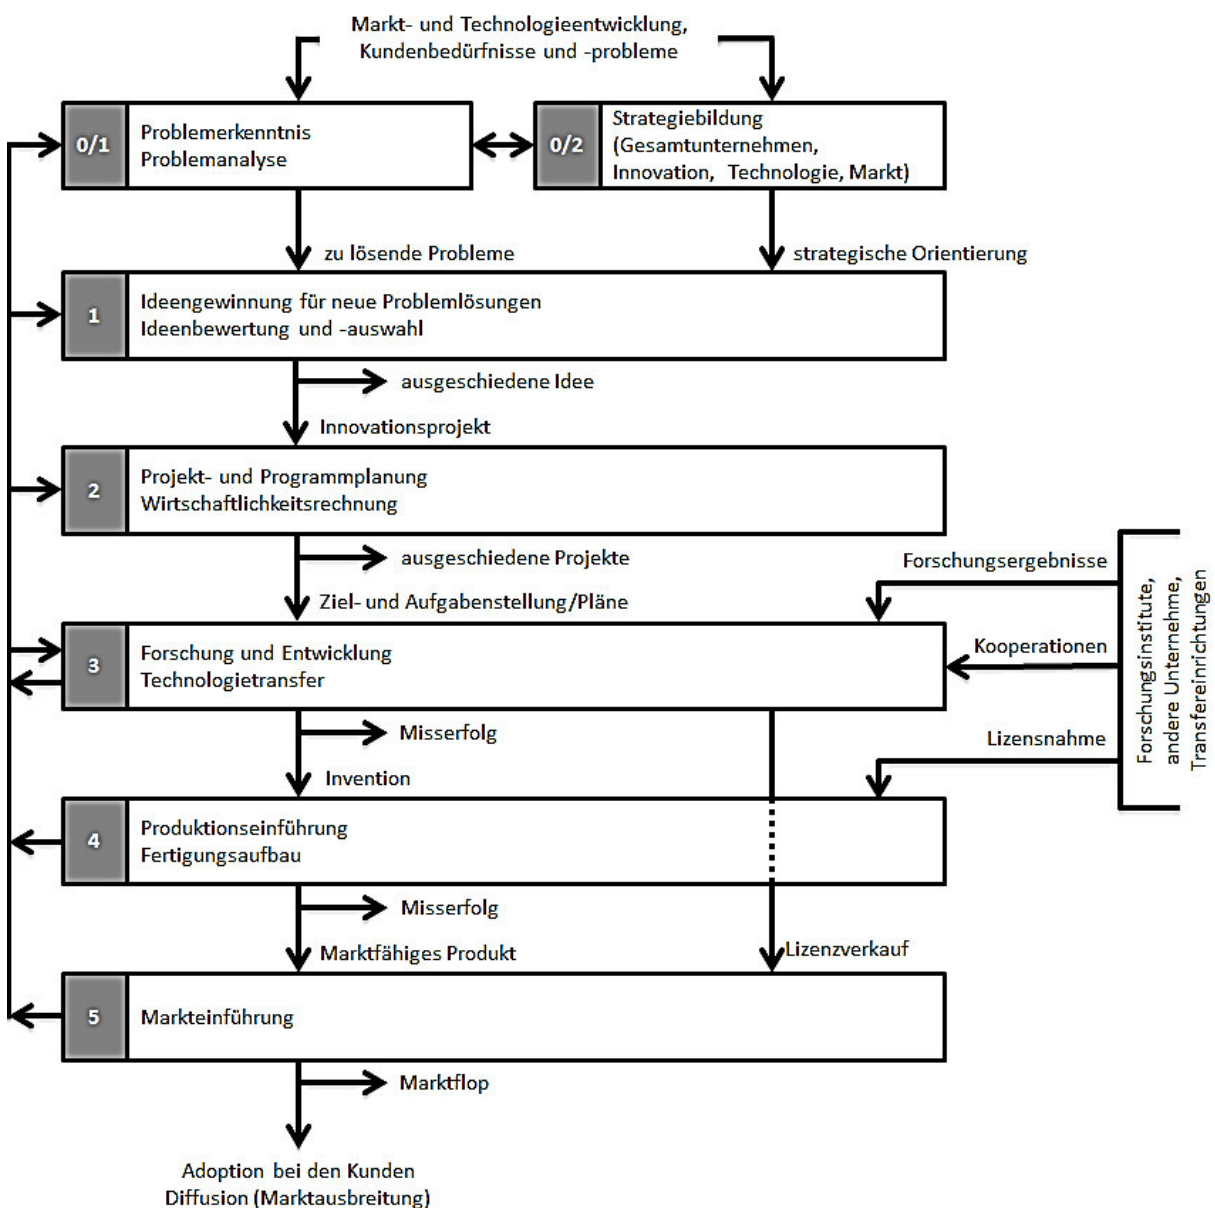 Markt- und Technologieentwicklung,
Kundenbedürfnisse und -probleme
0/1
Problemerkenntnis
Problemanalyse
0/2
Strategiebildung
(Gesamtunternehmen,
Innovation, Technologie, Markt)
zu lösende Probleme
strategische Orientierung
1
Ideengewinnung für neue Problemlösungen
Ideenbewertung und -auswahl
ausgeschiedene Idee
Innovationsprojekt
2
Projekt- und Programmplanung
Wirtschaftlichkeitsrechnung
ausgeschiedene Projekte
Ziel- und Aufgabenstellung/Pläne
Forschungsergebnisse
Kooperationen
Lizensnahme
Forschungsinstitute,
andere Unternehme,
Transfereinrichtungen
3
Forschung und Entwicklung
Technologietransfer
Misserfolg
Invention
4
Produktionseinführung
Fertigungsaufbau
Misserfolg
Marktfähiges Produkt
Lizenzverkauf
5
Markteinführung
Marktflop
Adoption bei den Kunden
Diffusion (Marktausbreitung)